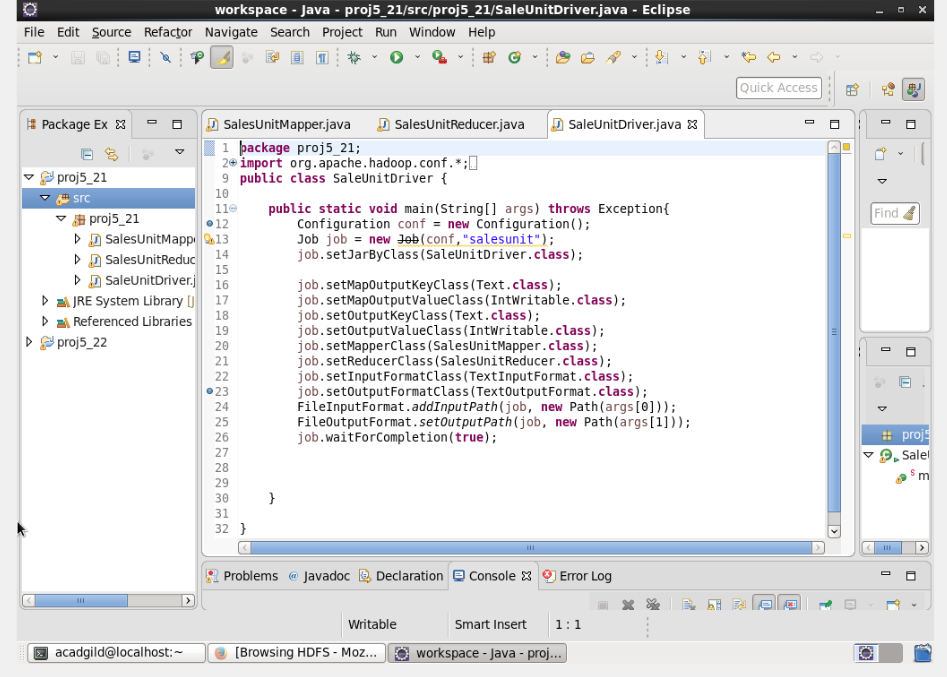 workspace - Java - proj5_21/src/proj5_21/SaleUnitDriver.java - Eclipse
File Edit Source Refactor Navigate Search Project Run Window Help
Quick Access
Package Ex
SalesUnitMapper.java SalesUnitReducer.java SaleUnitDriver.java
proj5_21
src
proj5_21
SalesUnitMapp
SalesUnitReduc
SaleUnitDriver.j
JRE System Library [J
Referenced Libraries
proj5_22
1 package proj5_21;
2 import org.apache.hadoop.conf.*;
9 public class SaleUnitDriver {
10
11 public static void main(String[] args) throws Exception{
12 Configuration conf = new Configuration();
13 Job job = new Job(conf,"salesunit");
14 job.setJarByClass(SaleUnitDriver.class);
15
16 job.setMapOutputKeyClass(Text.class);
17 job.setMapOutputValueClass(IntWritable.class);
18 job.setOutputKeyClass(Text.class);
19 job.setOutputValueClass(IntWritable.class);
20 job.setMapperClass(SalesUnitMapper.class);
21 job.setReducerClass(SalesUnitReducer.class);
22 job.setInputFormatClass(TextInputFormat.class);
23 job.setOutputFormatClass(TextOutputFormat.class);
24 FileInputFormat.addInputPath(job, new Path(args[0]));
25 FileOutputFormat.setOutputPath(job, new Path(args[1]));
26 job.waitForCompletion(true);
27
28
29
30 }
31
32 }
Find
proj5
SaleU
S m
Problems @ Javadoc Declaration Console Error Log
Writable Smart Insert 1 : 1
acadgild@localhost:~ [Browsing HDFS - Moz... workspace - Java - proj...